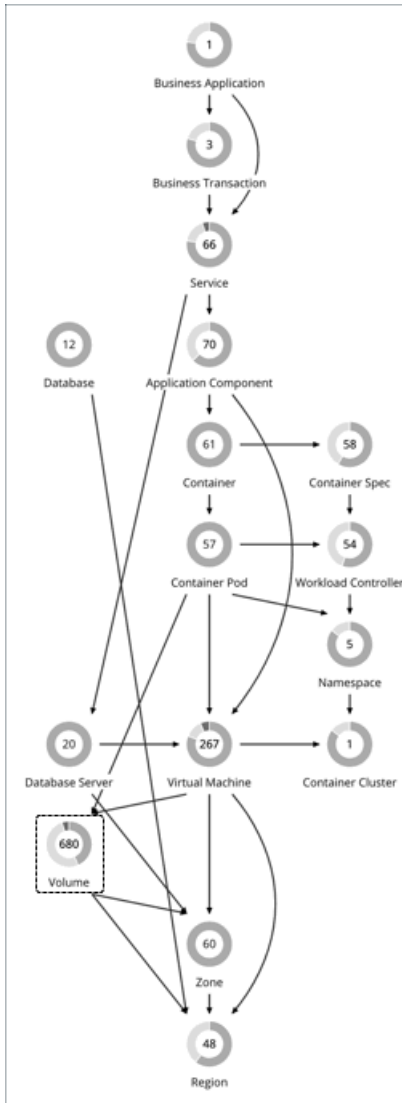 1
Business Application
3
Business Transaction
66
Service
12
Database
70
Application Component
61
Container
58
Container Spec
57
Container Pod
54
Workload Controller
5
Namespace
20
Database Server
267
Virtual Machine
1
Container Cluster
680
Volume
60
Zone
48
Region